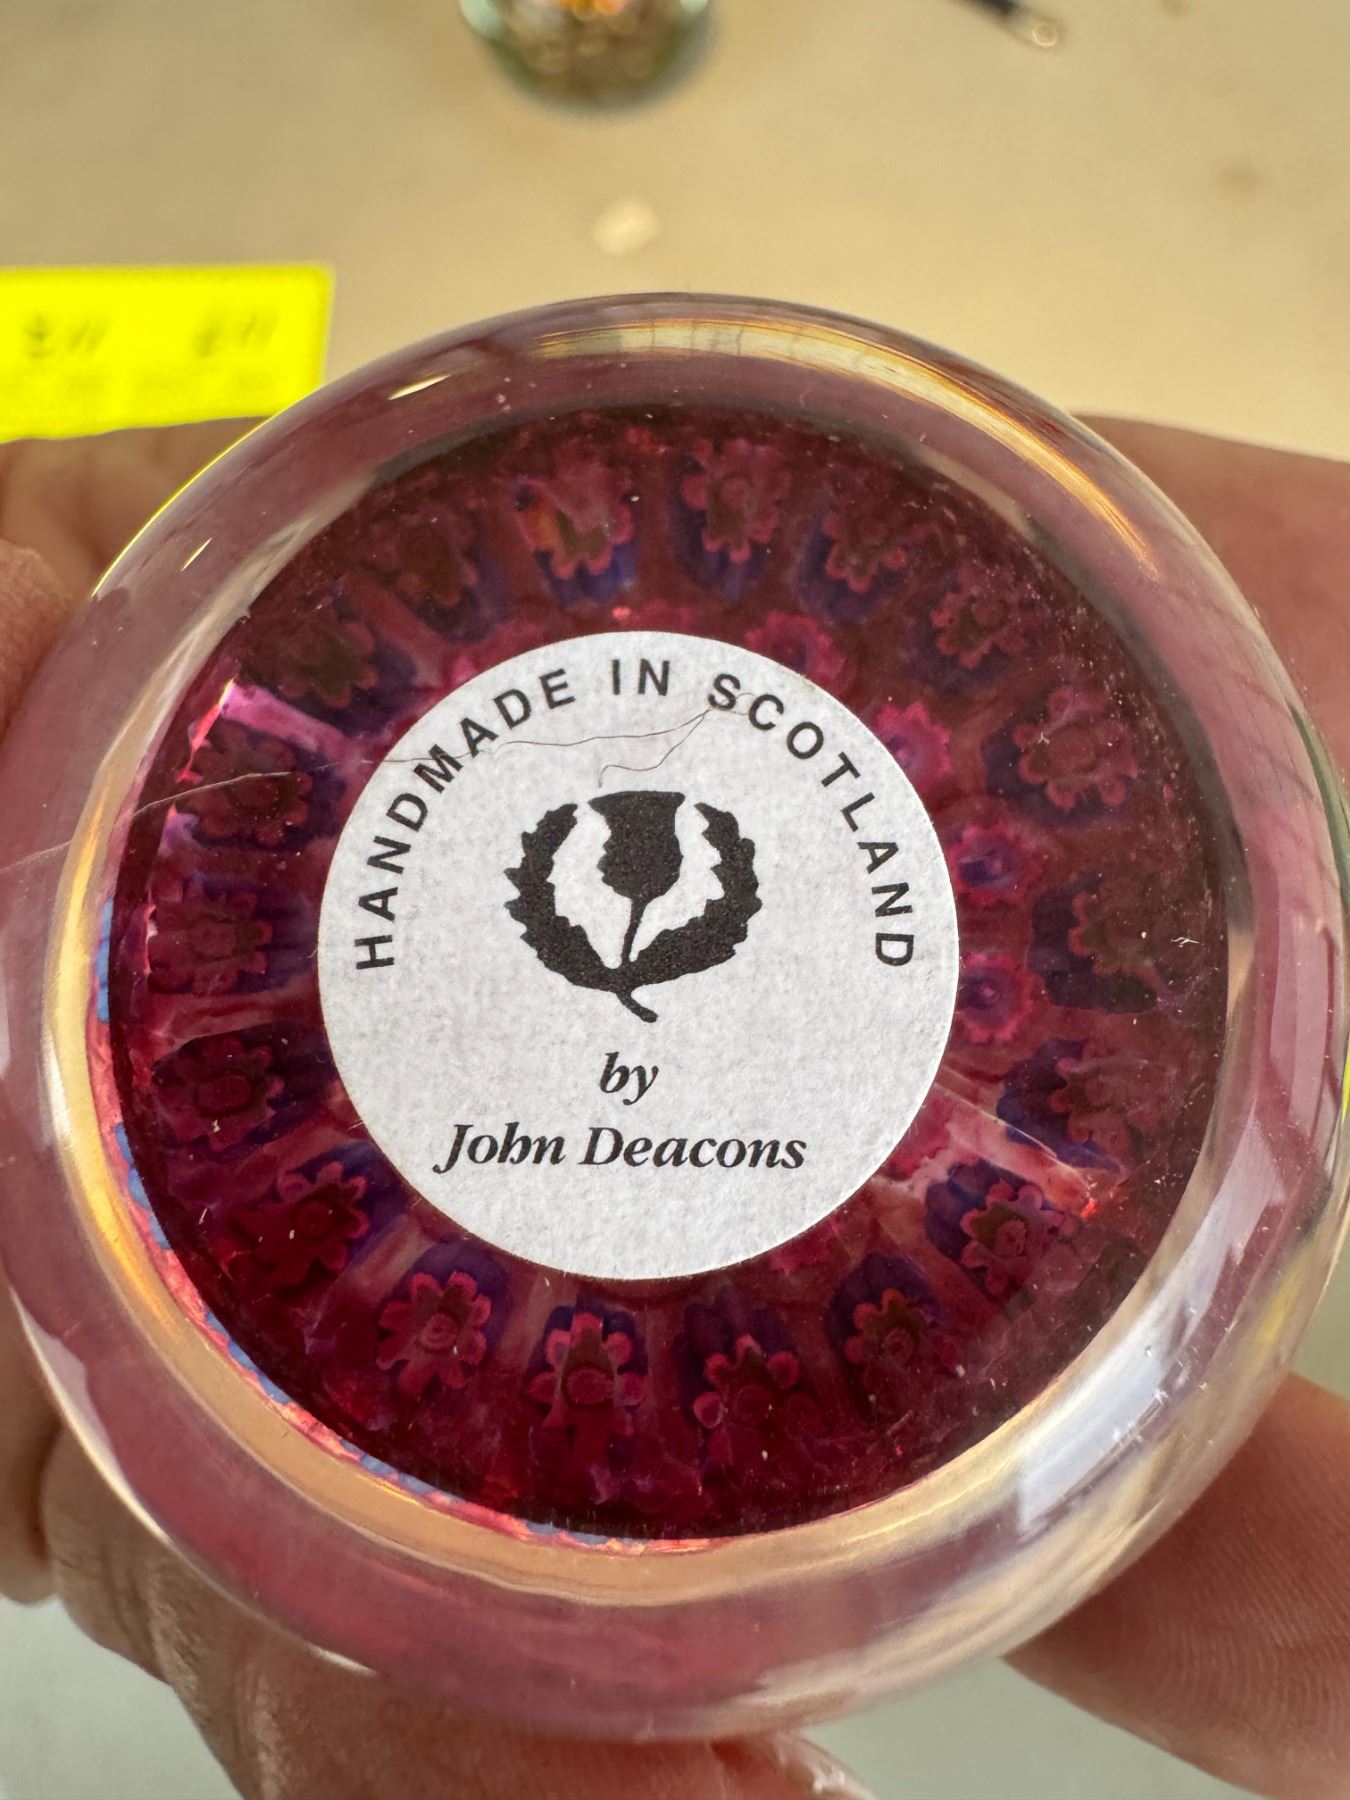 HANDMADE IN SCOTLAND
by
John Deacons